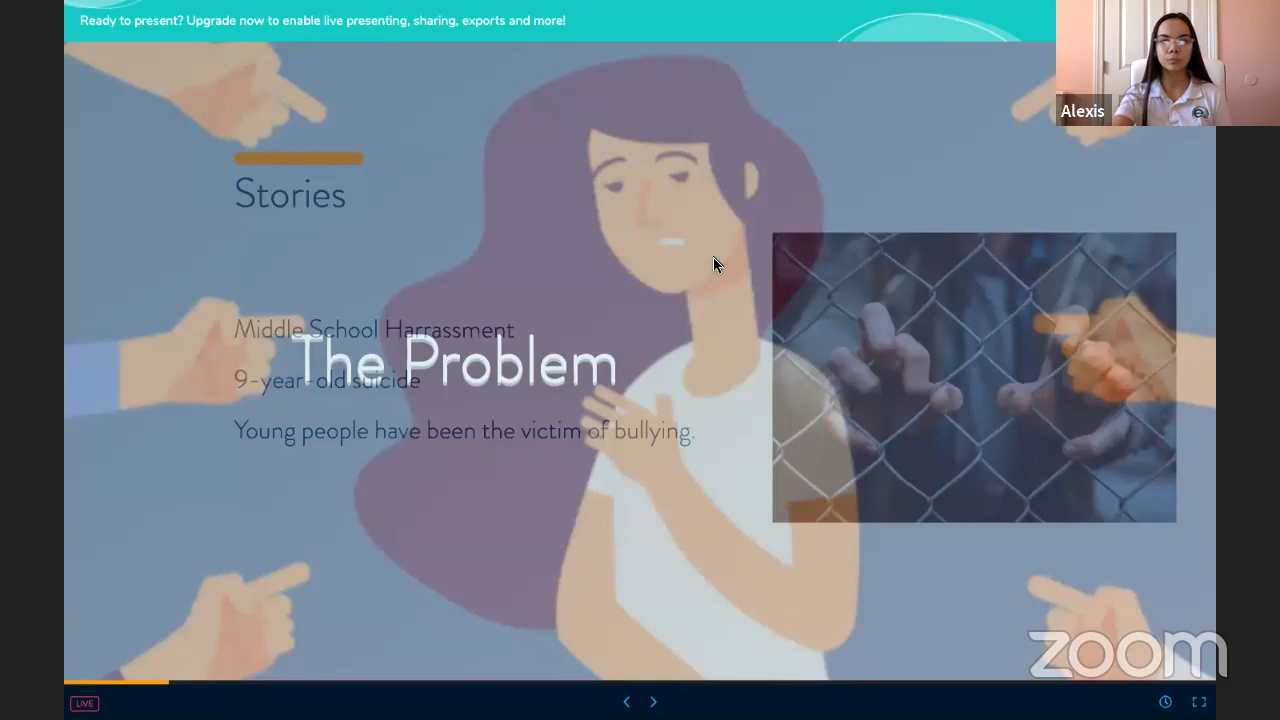 Ready to present? Upgrade now to enable live presenting, sharing, exports and more!
Alexis
Stories
Middle School Harrassment
The Problem
9-year-old suicide
Young people have been the victim of bullying.
zoom
LIVE